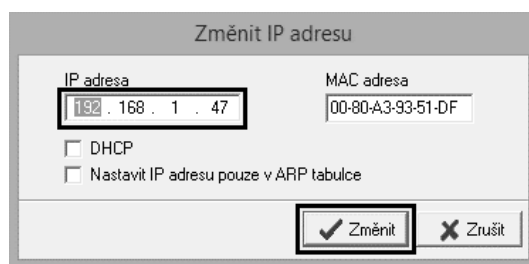 Změnit IP adresu
IP adresa MAC adresa
192 . 168 . 1 . 47 00-80-A3-93-51-DF
DHCP
Nastavit IP adresu pouze v ARP tabulce
Změnit Zrušit